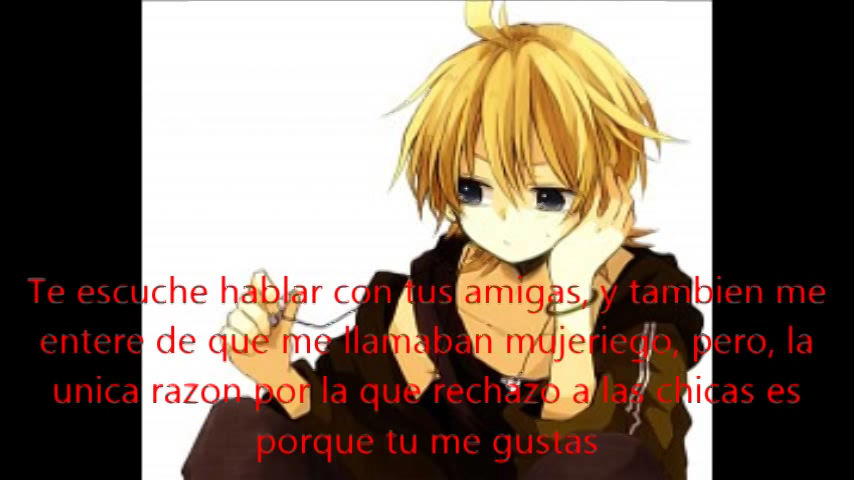 Te escuche hablar con tus amigas, y tambien me
entere de que me llamaban mujeriego, pero, la
unica razon por la que rechazo a las chicas es
porque tu me gustas